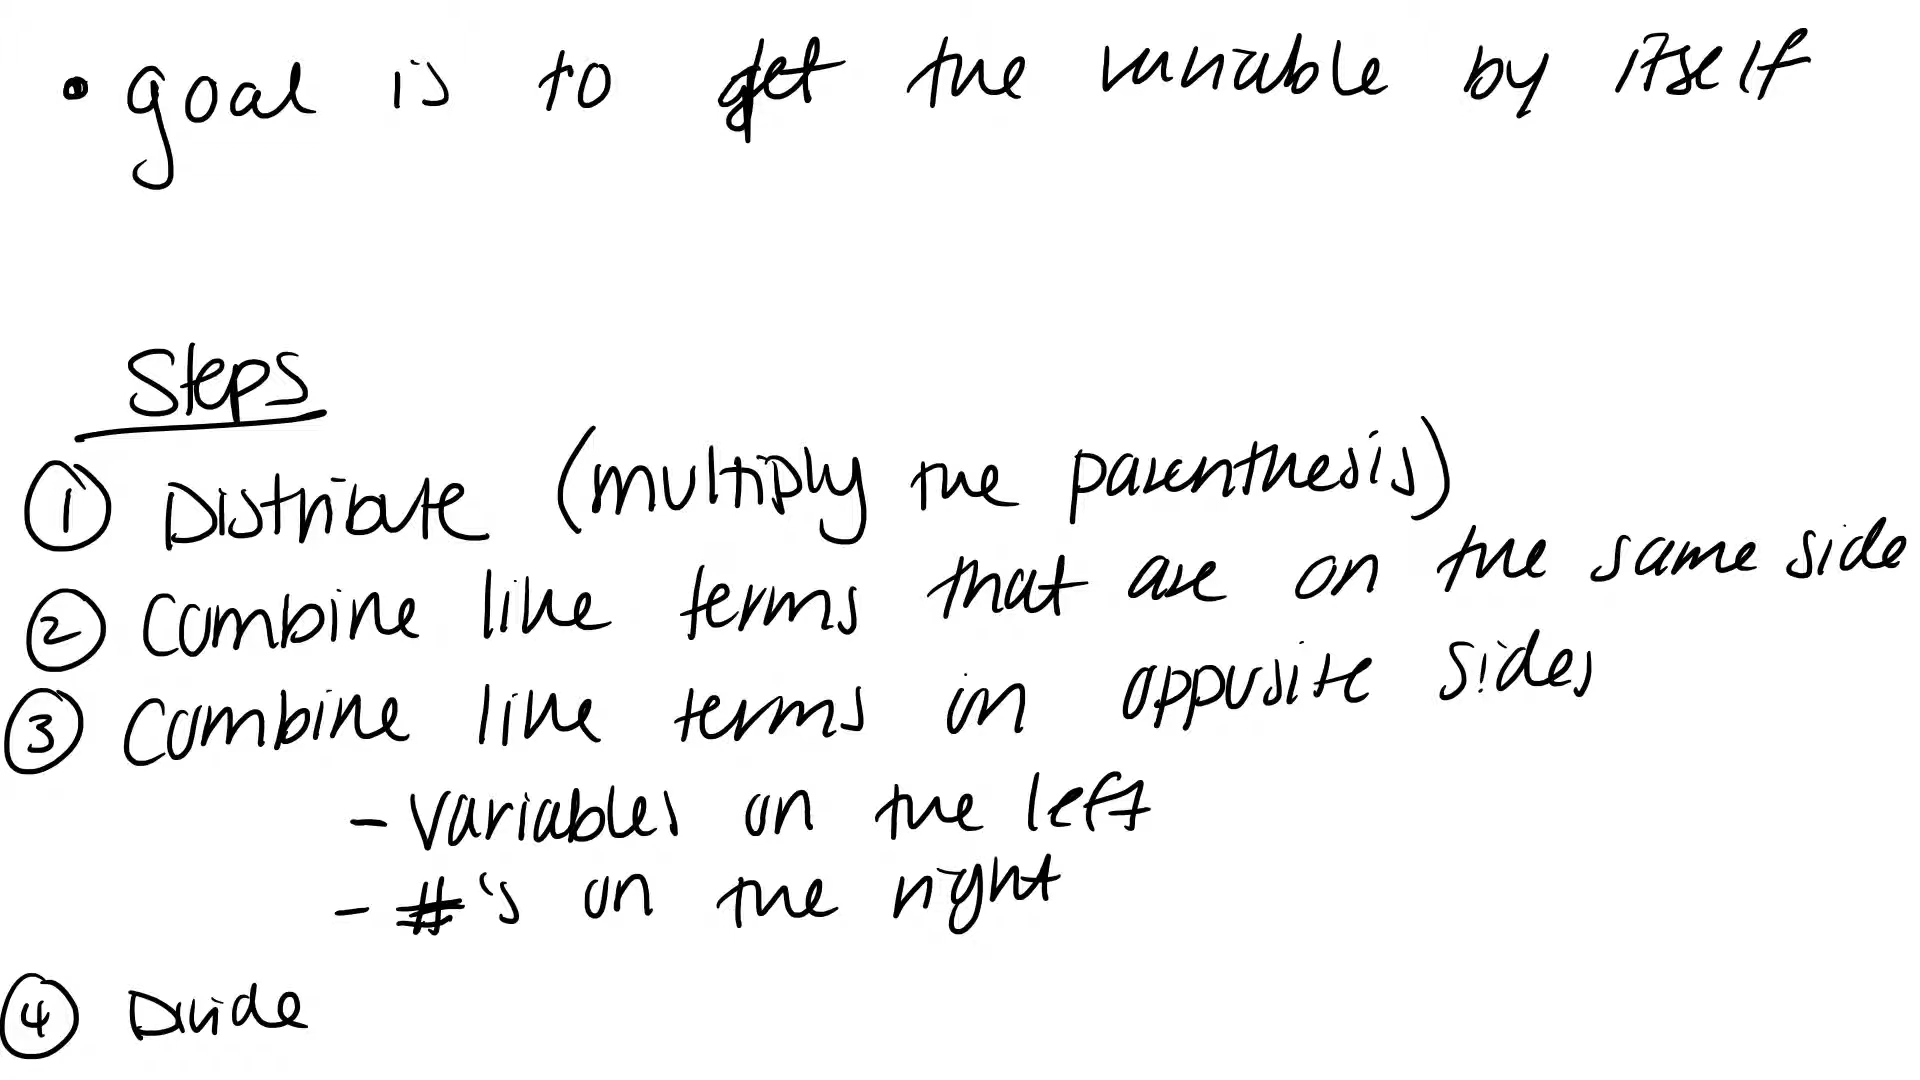 • goal is to get the variable by itself
Steps
① Distribute (multiply the parenthesis)
② Combine like terms that are on the same side
③ Combine like terms in opposite sides
- Variables on the left
- #'s on the right
④ Divide